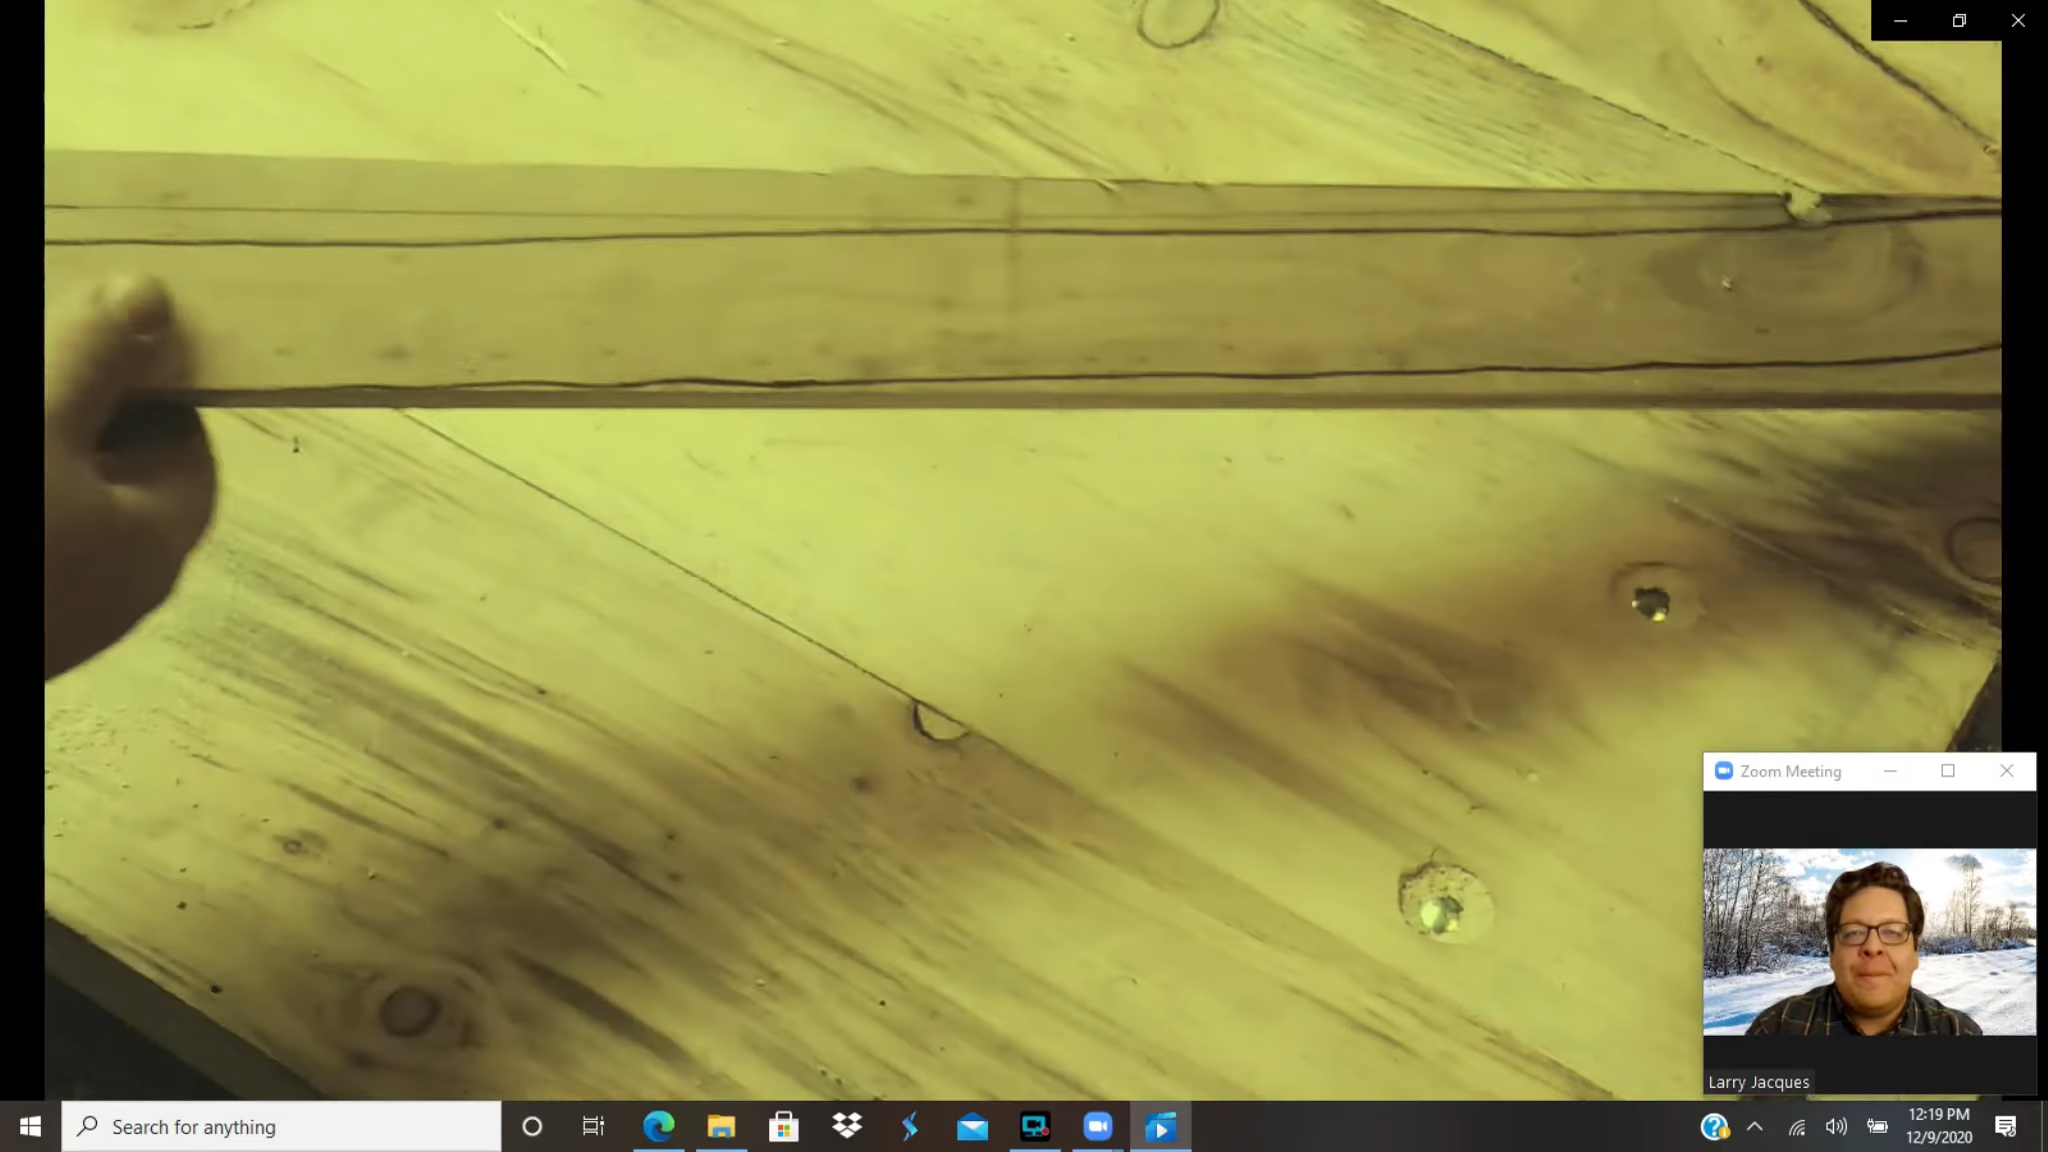 Zoom Meeting
Larry Jacques
Search for anything
12:19 PM
12/9/2020